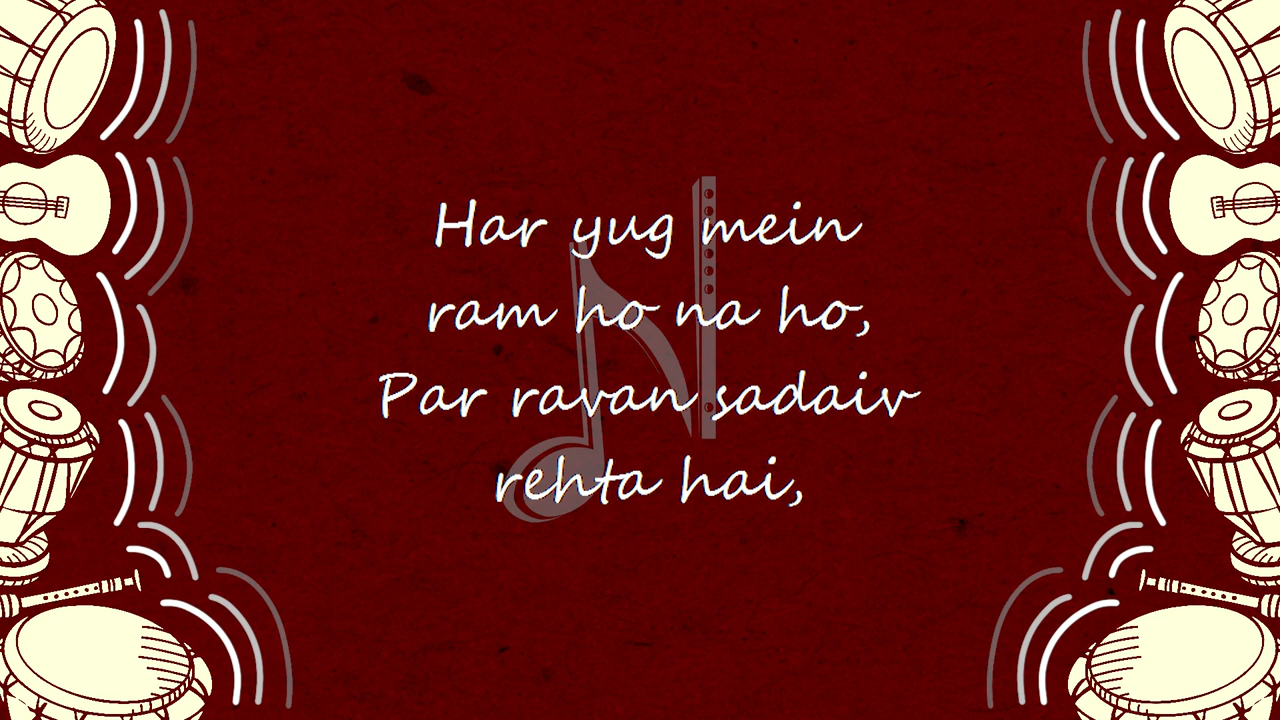 Har yug mein
ram ho na ho,
Par ravan sadaiv
rehta hai,